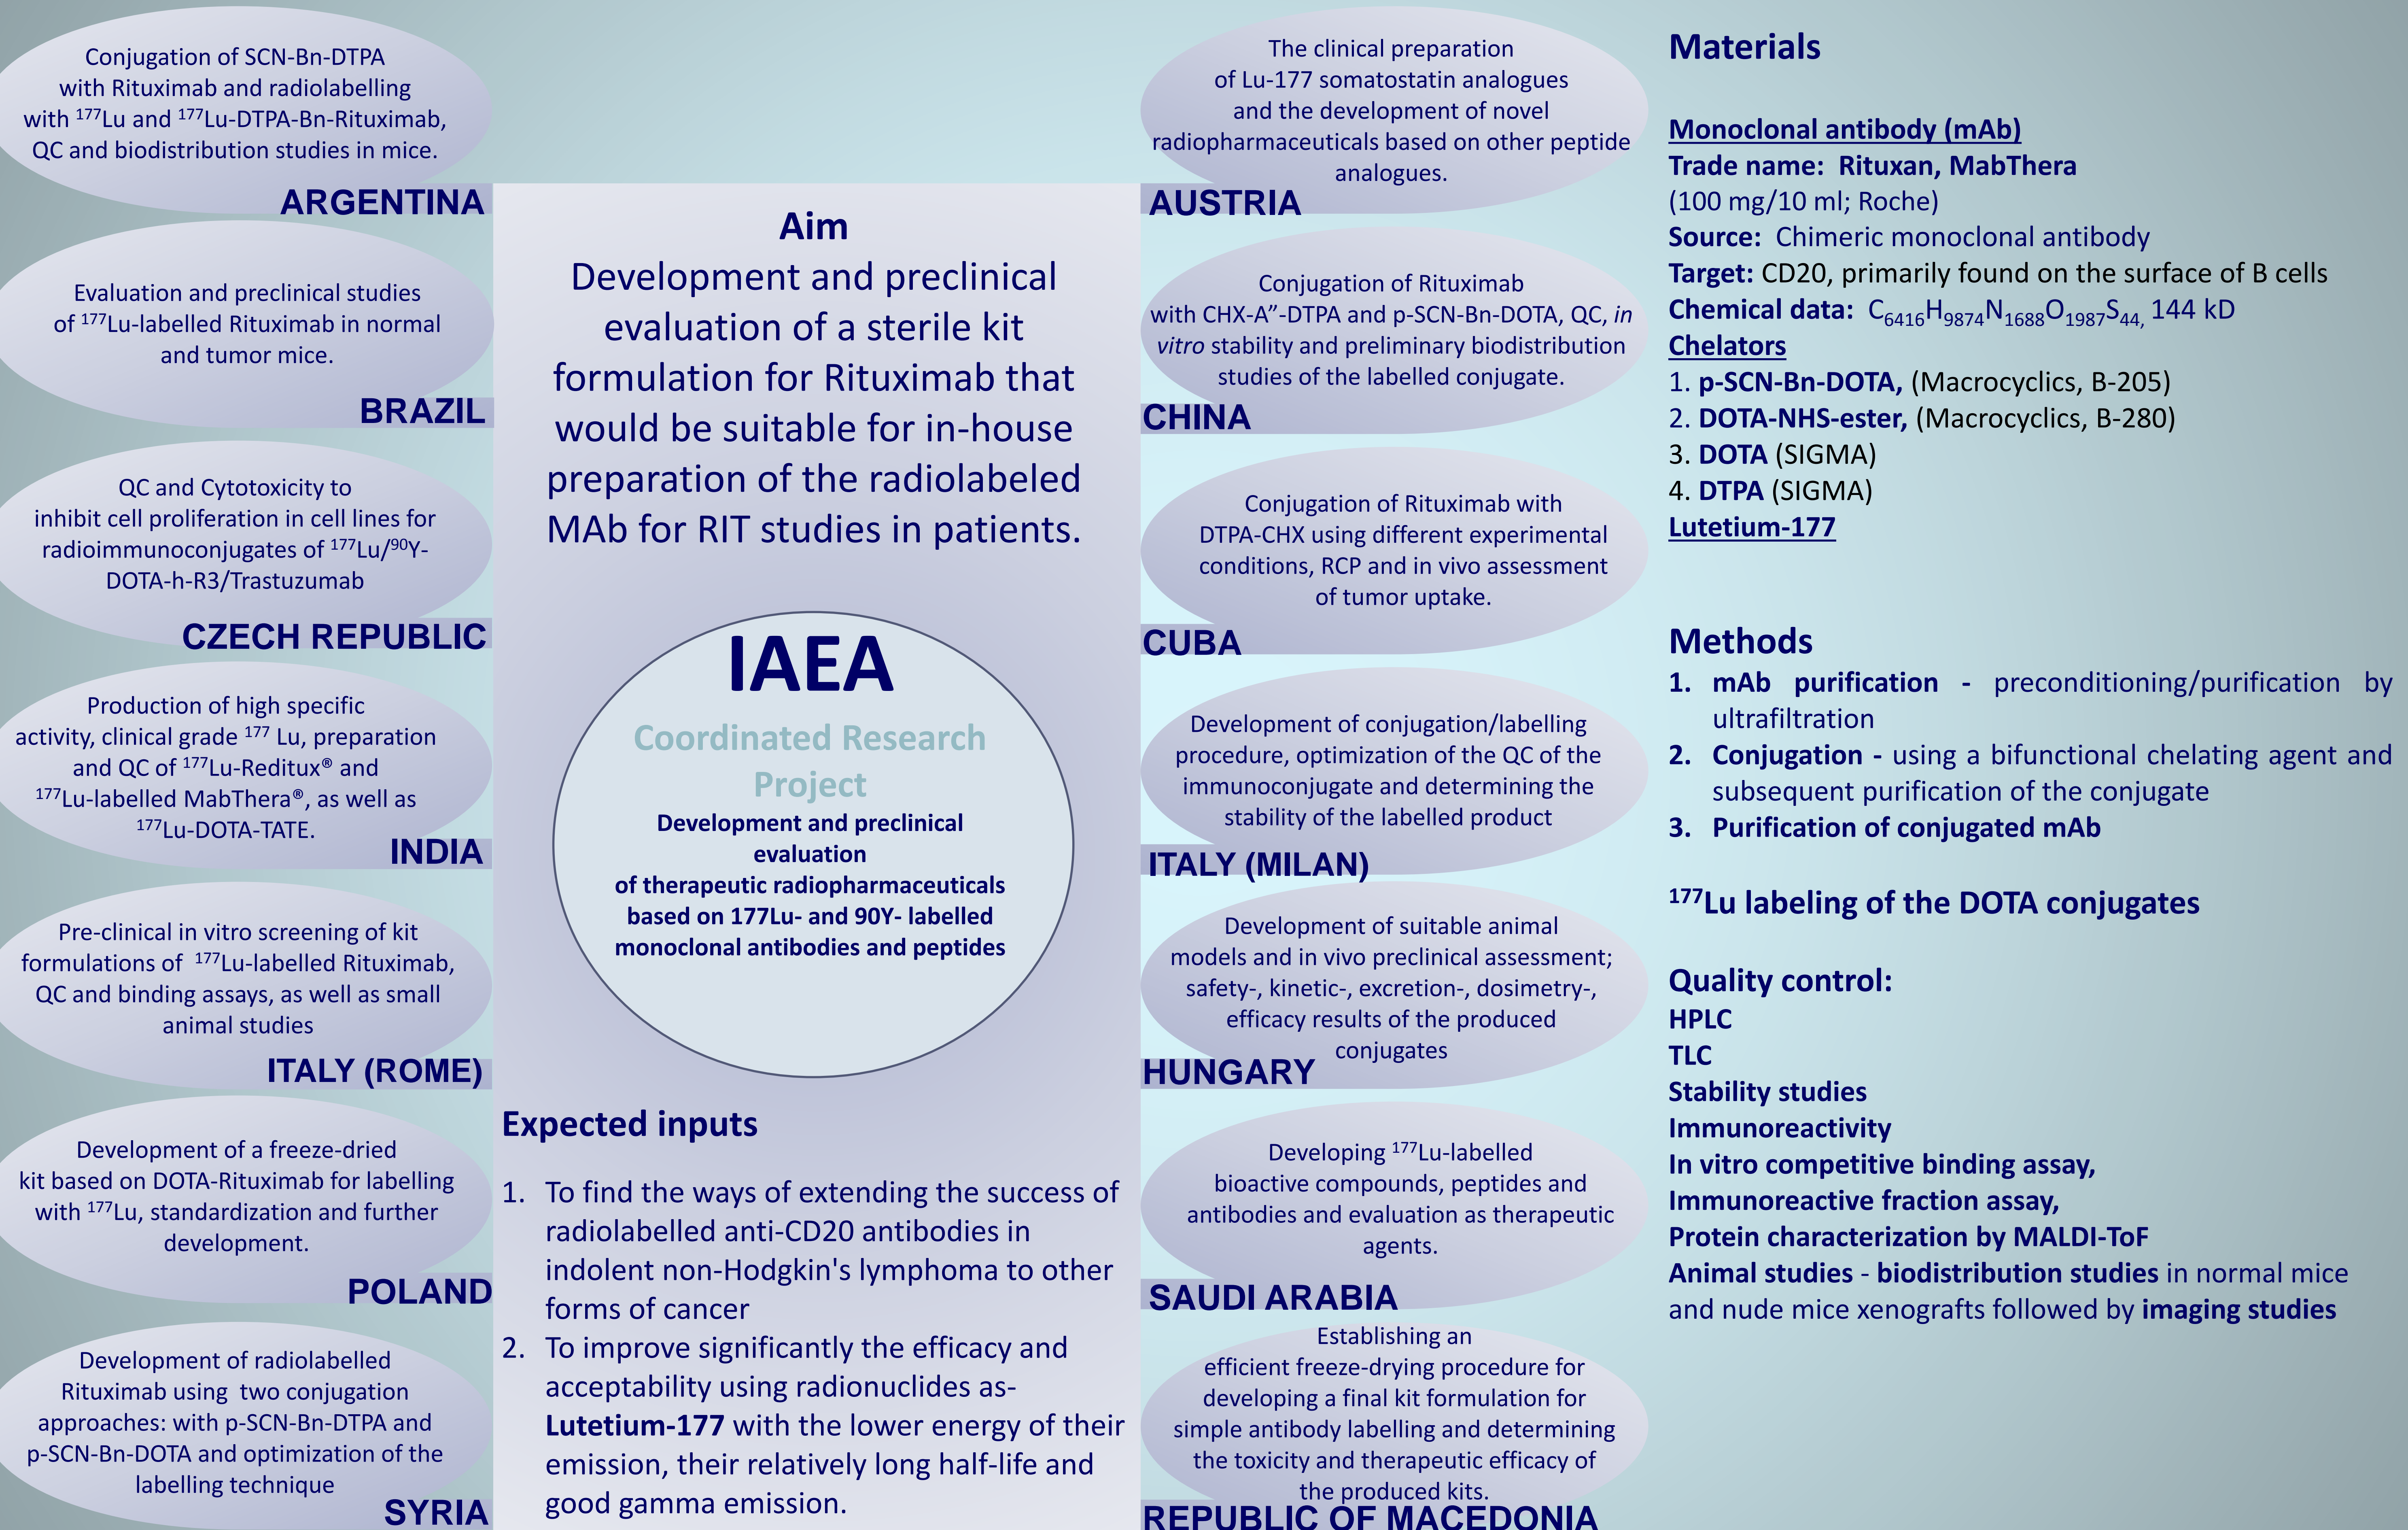 Conjugation of SCN-Bn-DTPA
with Rituximab and radiolabelling
with ¹⁷⁷Lu and ¹⁷⁷Lu-DTPA-Bn-Rituximab,
QC and biodistribution studies in mice.
ARGENTINA
Evaluation and preclinical studies
of ¹⁷⁷Lu-labelled Rituximab in normal
and tumor mice.
BRAZIL
QC and Cytotoxicity to
inhibit cell proliferation in cell lines for
radioimmunoconjugates of ¹⁷⁷Lu/⁹⁰Y-
DOTA-h-R3/Trastuzumab
CZECH REPUBLIC
Production of high specific
activity, clinical grade ¹⁷⁷ Lu, preparation
and QC of ¹⁷⁷Lu-Reditux® and
¹⁷⁷Lu-labelled MabThera®, as well as
¹⁷⁷Lu-DOTA-TATE.
INDIA
Pre-clinical in vitro screening of kit
formulations of ¹⁷⁷Lu-labelled Rituximab,
QC and binding assays, as well as small
animal studies
ITALY (ROME)
Development of a freeze-dried
kit based on DOTA-Rituximab for labelling
with ¹⁷⁷Lu, standardization and further
development.
POLAND
Development of radiolabelled
Rituximab using two conjugation
approaches: with p-SCN-Bn-DTPA and
p-SCN-Bn-DOTA and optimization of the
labelling technique
SYRIA
Aim
Development and preclinical
evaluation of a sterile kit
formulation for Rituximab that
would be suitable for in-house
preparation of the radiolabeled
MAb for RIT studies in patients.
IAEA
Coordinated Research
Project
Development and preclinical
evaluation
of therapeutic radiopharmaceuticals
based on 177Lu- and 90Y- labelled
monoclonal antibodies and peptides
Expected inputs
1. To find the ways of extending the success of
radiolabelled anti-CD20 antibodies in
indolent non-Hodgkin's lymphoma to other
forms of cancer
2. To improve significantly the efficacy and
acceptability using radionuclides as-
Lutetium-177 with the lower energy of their
emission, their relatively long half-life and
good gamma emission.
The clinical preparation
of Lu-177 somatostatin analogues
and the development of novel
radiopharmaceuticals based on other peptide
analogues.
AUSTRIA
Conjugation of Rituximab
with CHX-A”-DTPA and p-SCN-Bn-DOTA, QC, in
vitro stability and preliminary biodistribution
studies of the labelled conjugate.
CHINA
Conjugation of Rituximab with
DTPA-CHX using different experimental
conditions, RCP and in vivo assessment
of tumor uptake.
CUBA
Development of conjugation/labelling
procedure, optimization of the QC of the
immunoconjugate and determining the
stability of the labelled product
ITALY (MILAN)
Development of suitable animal
models and in vivo preclinical assessment;
safety-, kinetic-, excretion-, dosimetry-,
efficacy results of the produced
conjugates
HUNGARY
Developing ¹⁷⁷Lu-labelled
bioactive compounds, peptides and
antibodies and evaluation as therapeutic
agents.
SAUDI ARABIA
Establishing an
efficient freeze-drying procedure for
developing a final kit formulation for
simple antibody labelling and determining
the toxicity and therapeutic efficacy of
the produced kits.
REPUBLIC OF MACEDONIA
Materials
Monoclonal antibody (mAb)
Trade name: Rituxan, MabThera
(100 mg/10 ml; Roche)
Source: Chimeric monoclonal antibody
Target: CD20, primarily found on the surface of B cells
Chemical data: C₆₄₁₆H₉₈₇₄N₁₆₈₈O₁₉₈₇S₄₄, 144 kD
Chelators
1. p-SCN-Bn-DOTA, (Macrocyclics, B-205)
2. DOTA-NHS-ester, (Macrocyclics, B-280)
3. DOTA (SIGMA)
4. DTPA (SIGMA)
Lutetium-177
Methods
1. mAb purification - preconditioning/purification by
ultrafiltration
2. Conjugation - using a bifunctional chelating agent and
subsequent purification of the conjugate
3. Purification of conjugated mAb
¹⁷⁷Lu labeling of the DOTA conjugates
Quality control:
HPLC
TLC
Stability studies
Immunoreactivity
In vitro competitive binding assay,
Immunoreactive fraction assay,
Protein characterization by MALDI-ToF
Animal studies - biodistribution studies in normal mice
and nude mice xenografts followed by imaging studies